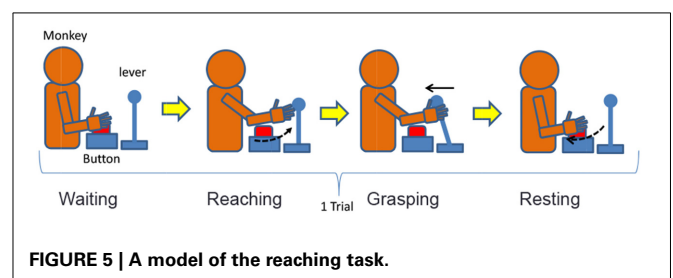 Monkey
lever
Button
Waiting
Reaching
1 Trial
Grasping
Resting
FIGURE 5 | A model of the reaching task.